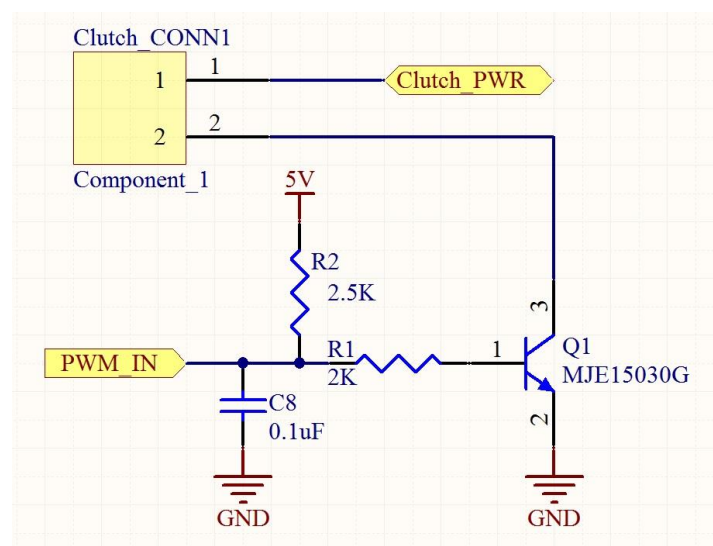 Clutch_CONN1
1
1
Clutch_PWR
2
2
Component_1
5V
R2
2.5K
3
PWM_IN
R1
2K
1
Q1
MJE15030G
C8
0.1uF
2
GND
GND